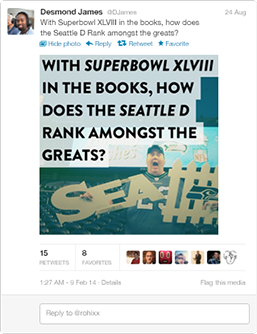 Desmond James @DJames 24 Aug
With Superbowl XLVIII in the books, how does
the Seattle D Rank amongst the greats?
Hide photo Reply Retweet Favorite
WITH SUPERBOWL XLVIII
IN THE BOOKS, HOW
DOES THE SEATTLE D
RANK AMONGST THE
GREATS?
SEA
15 8
RETWEETS FAVORITES
1:27 AM - 9 Feb 14 · Details Flag this media
Reply to @rohixx